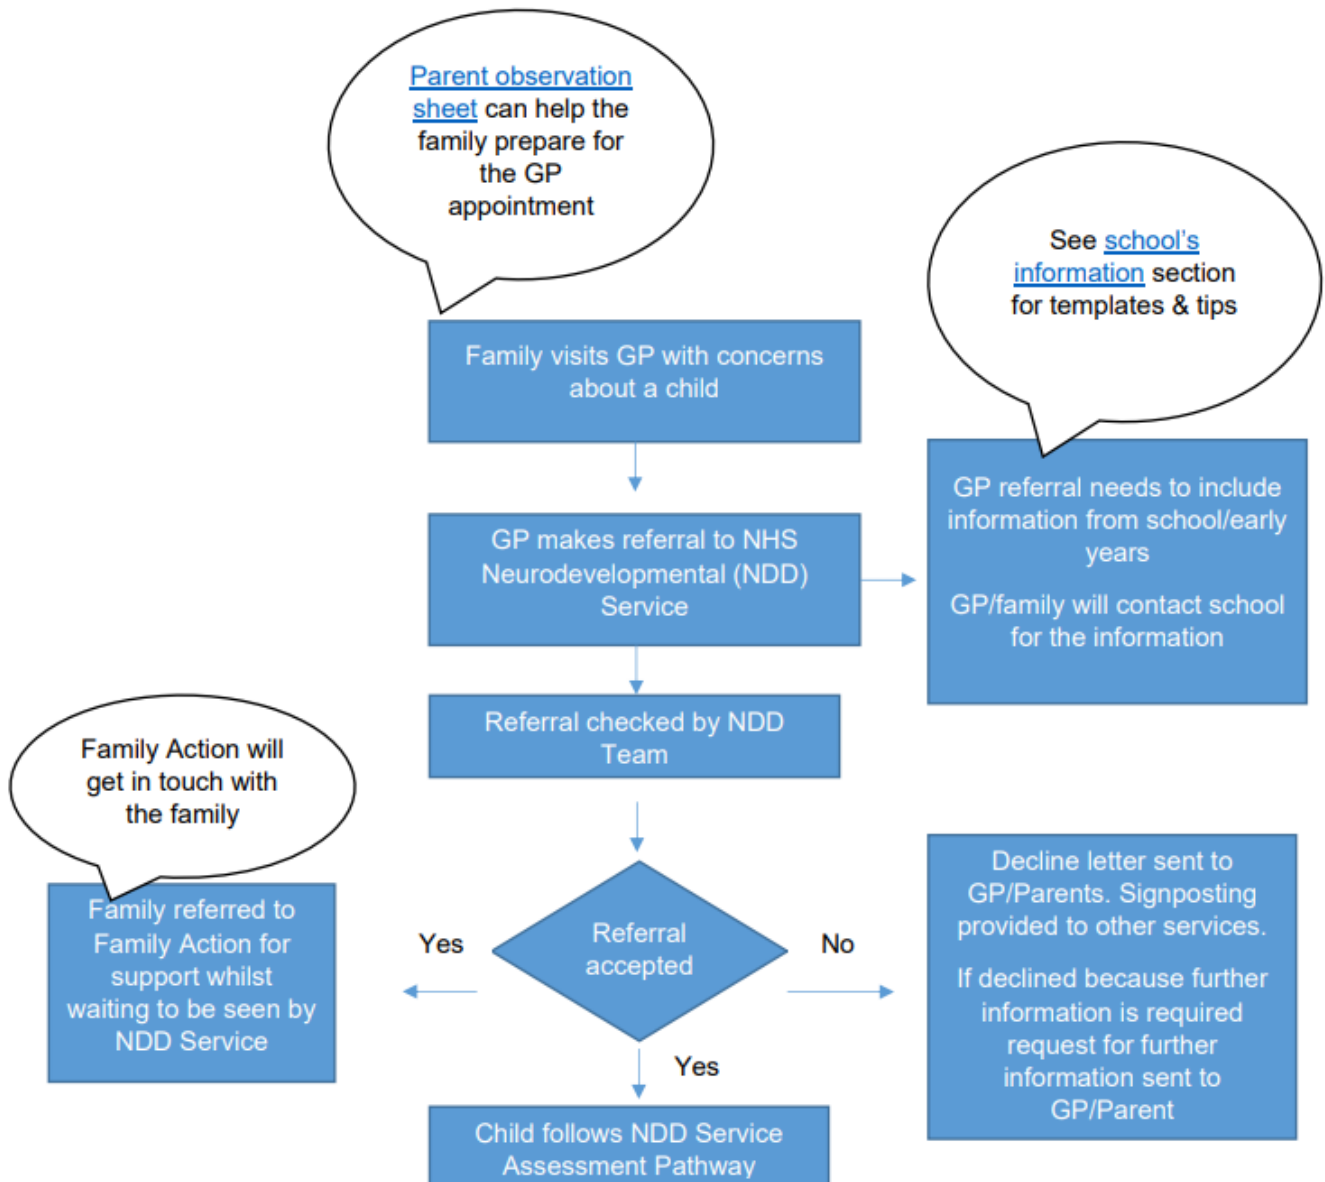 Parent observation
sheet can help the
family prepare for
the GP
appointment
See school's
information section
for templates & tips
Family visits GP with concerns
about a child
GP makes referral to NHS
Neurodevelopmental (NDD)
Service
GP referral needs to include
information from school/early
years
GP/family will contact school
for the information
Referral checked by NDD
Team
Family Action will
get in touch with
the family
Family referred to
Family Action for
support whilst
waiting to be seen by
NDD Service
Yes
Referral
accepted
No
Decline letter sent to
GP/Parents. Signposting
provided to other services.
If declined because further
information is required
request for further
information sent to
GP/Parent
Yes
Child follows NDD Service
Assessment Pathway